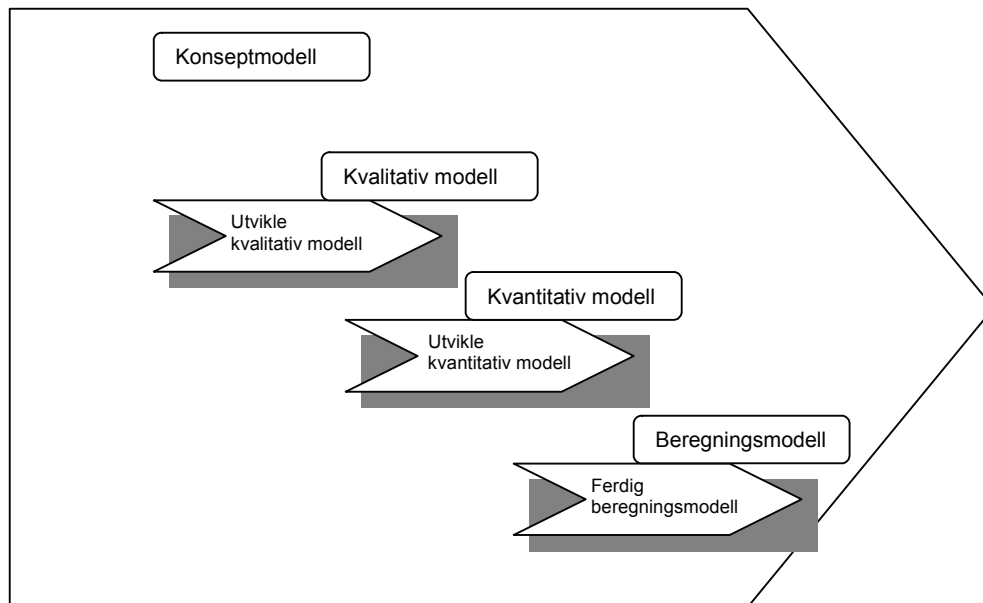 Konseptmodell
Kvalitativ modell
Utvikle
kvalitativ modell
Kvantitativ modell
Utvikle
kvantitativ modell
Beregningsmodell
Ferdig
beregningsmodell